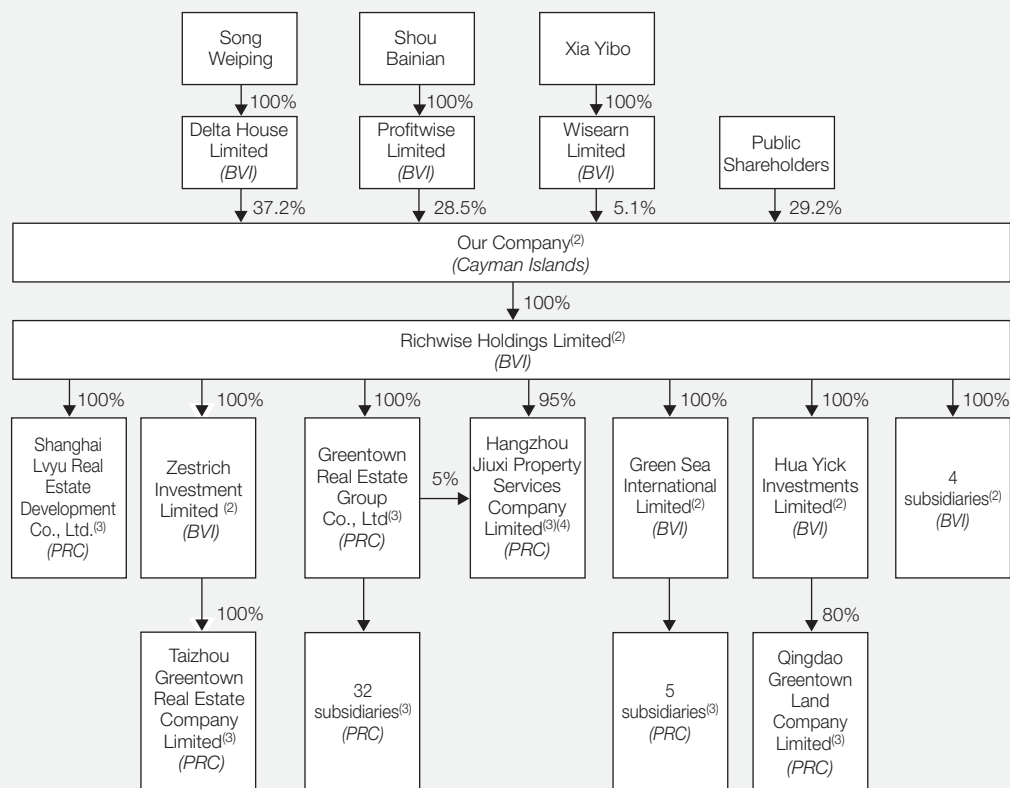 Song
Weiping
Shou
Bainian
Xia Yibo
100%
100%
100%
Delta House
Limited
(BVI)
Profitwise
Limited
(BVI)
Wisearn
Limited
(BVI)
Public
Shareholders
37.2%
28.5%
5.1%
29.2%
Our Company(2)
(Cayman Islands)
100%
Richwise Holdings Limited(2)
(BVI)
100%
100%
100%
95%
100%
100%
100%
Shanghai
Lvyu Real
Estate
Development
Co., Ltd.(3)
(PRC)
Zestrich
Investment
Limited (2)
(BVI)
Greentown
Real Estate
Group
Co., Ltd(3)
(PRC)
5%
Hangzhou
Jiuxi Property
Services
Company
Limited(3)(4)
(PRC)
Green Sea
International
Limited(2)
(BVI)
Hua Yick
Investments
Limited(2)
(BVI)
4
subsidiaries(2)
(BVI)
100%
80%
Taizhou
Greentown
Real Estate
Company
Limited(3)
(PRC)
32
subsidiaries(3)
(PRC)
5
subsidiaries(3)
(PRC)
Qingdao
Greentown
Land
Company
Limited(3)
(PRC)